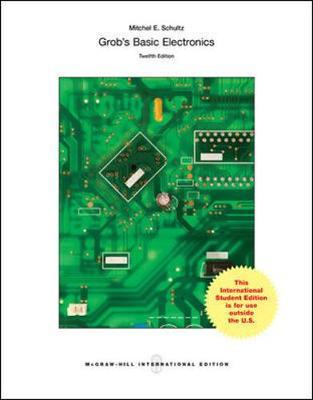 Mitchel E. Schultz
Grob's Basic Electronics
Twelfth Edition
This
International
Student Edition
is for use
outside
the U.S.
McGRAW-HILL INTERNATIONAL EDITION